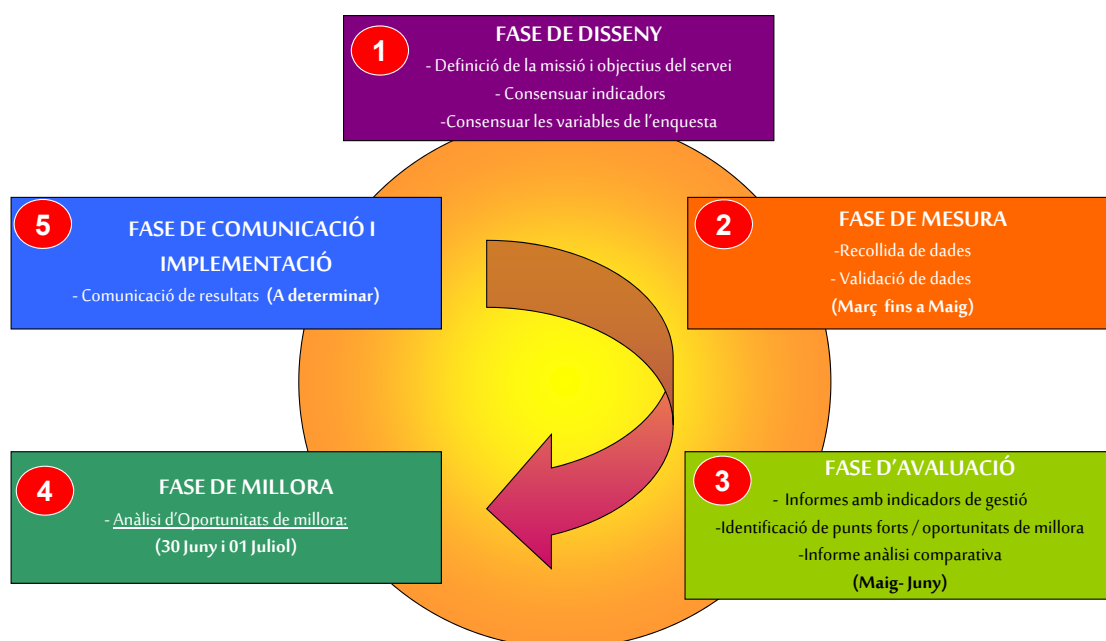 1
FASE DE DISSENY
- Definició de la missió i objectius del servei
- Consensuar indicadors
-Consensuar les variables de l'enquesta
2
FASE DE MESURA
-Recollida de dades
- Validació de dades
(Març fins a Maig)
3
FASE D'AVALUACIÓ
- Informes amb indicadors de gestió
-Identificació de punts forts / oportunitats de millora
-Informe anàlisi comparativa
(Maig- Juny)
4
FASE DE MILLORA
- Anàlisi d'Oportunitats de millora:
(30 Juny i 01 Juliol)
5
FASE DE COMUNICACIÓ I
IMPLEMENTACIÓ
- Comunicació de resultats (A determinar)